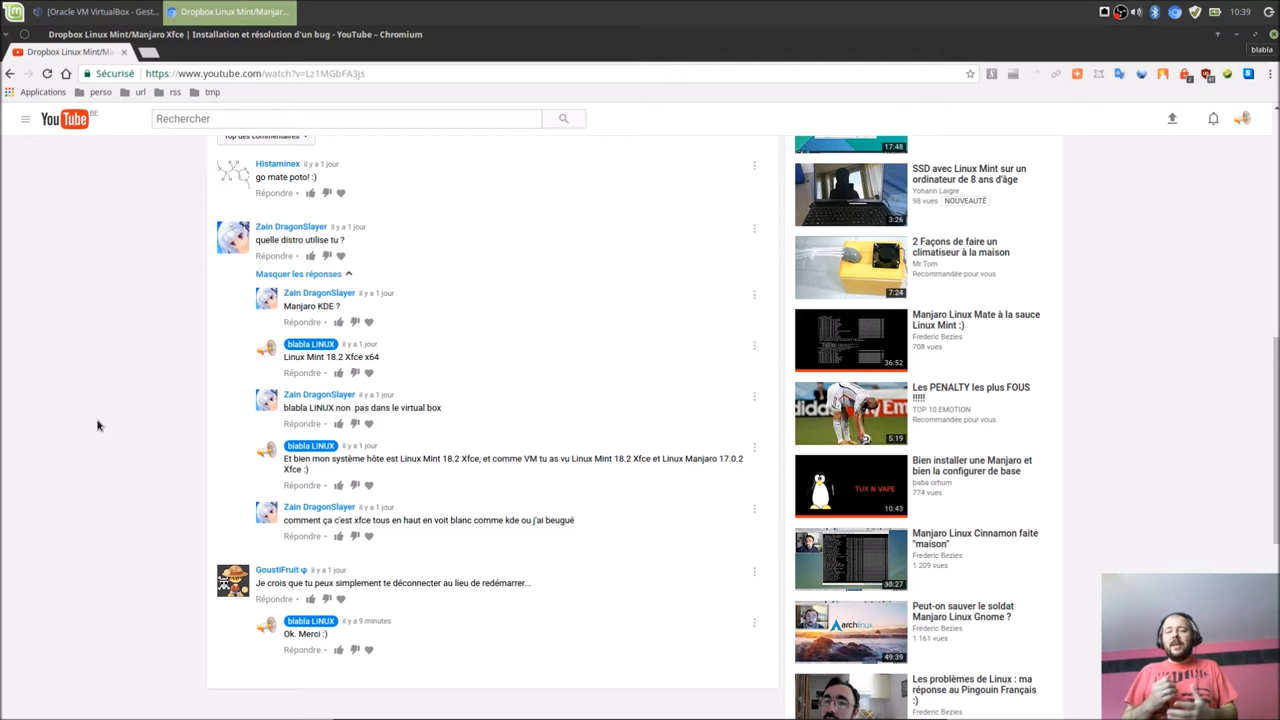 [Oracle VM VirtualBox - Gest...
Dropbox Linux Mint/Manjar...
10:39
Dropbox Linux Mint/Manjaro Xfce | Installation et résolution d'un bug - YouTube – Chromium
Dropbox Linux Mint/Ma
blabla
Sécurisé
https://www.youtube.com/watch?v=Lz1MGbFA3Js
Applications
perso
url
rss
tmp
YouTube BE
Rechercher
Top des commentaires
Histaminex il y a 1 jour
go mate poto! :)
Répondre •
Zain DragonSlayer il y a 1 jour
quelle distro utilise tu ?
Répondre •
Masquer les réponses
Zain DragonSlayer il y a 1 jour
Manjaro KDE ?
Répondre •
blabla LINUX il y a 1 jour
Linux Mint 18.2 Xfce x64
Répondre •
Zain DragonSlayer il y a 1 jour
blabla LINUX non pas dans le virtual box
Répondre •
blabla LINUX il y a 1 jour
Et bien mon système hôte est Linux Mint 18.2 Xfce, et comme VM tu as vu Linux Mint 18.2 Xfce et Linux Manjaro 17.0.2
Xfce :)
Répondre •
Zain DragonSlayer il y a 1 jour
comment ça c'est xfce tous en haut en voit blanc comme kde ou j'ai beugué
Répondre •
GoustiFruit φ il y a 1 jour
Je crois que tu peux simplement te déconnecter au lieu de redémarrer...
Répondre •
blabla LINUX il y a 9 minutes
Ok. Merci :)
Répondre •
17:48
SSD avec Linux Mint sur un
ordinateur de 8 ans d'âge
Yohann Laigre
98 vues NOUVEAUTÉ
3:26
2 Façons de faire un
climatiseur à la maison
Mr.Tom
Recommandée pour vous
7:24
Manjaro Linux Mate à la sauce
Linux Mint :)
Frederic Bezies
708 vues
36:52
Les PENALTY les plus FOUS
!!!!!
TOP 10 EMOTION
Recommandée pour vous
5:19
Bien installer une Manjaro et
bien la configurer de base
baba orhum
774 vues
TUX N VAPE
10:43
Manjaro Linux Cinnamon faite
"maison"
Frederic Bezies
1 209 vues
38:27
Peut-on sauver le soldat
Manjaro Linux Gnome ?
Frederic Bezies
1 161 vues
archlinux
49:39
Les problèmes de Linux : ma
réponse au Pingouin Français
:)
Frederic Bezies